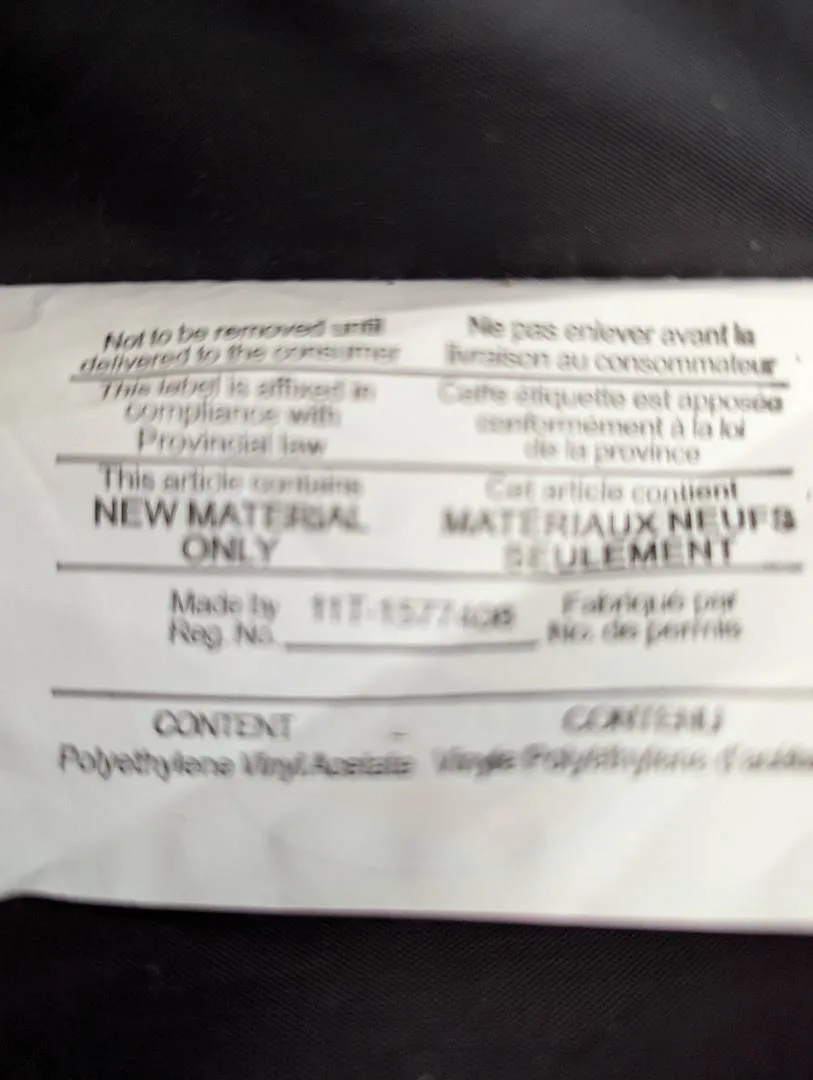 Not to be removed until
delivered to the consumer
Ne pas enlever avant la
livraison au consommateur
This label is affixed in
compliance with
Provincial law
Cette étiquette est apposée
conformément à la loi
de la province
This article contains
NEW MATERIAL
ONLY
Cet article contient
MATÉRIAUX NEUFS
SEULEMENT
Made by
Reg. No.
Fabriqué par
No. de permis
CONTENT
CONTENU
Polyethylene Vinyl Acetate